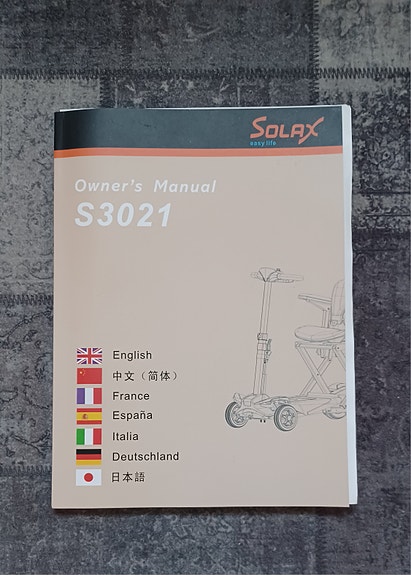 SOLAX
easy life
Owner's Manual
S3021
English
中文（简体）
France
España
Italia
Deutschland
日本語